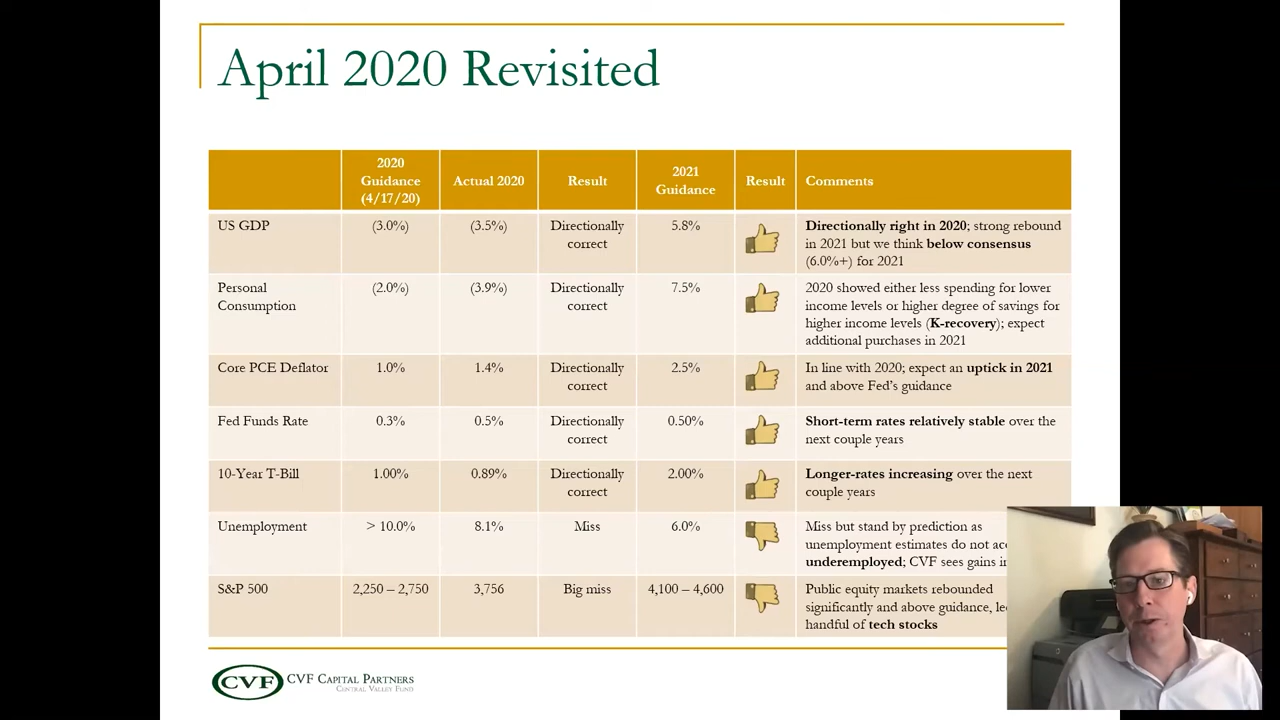 April 2020 Revisited
2020
Guidance
(4/17/20)
Actual 2020
Result
2021
Guidance
Result
Comments
US GDP
(3.0%)
(3.5%)
Directionally
correct
5.8%
Directionally right in 2020; strong rebound
in 2021 but we think below consensus
(6.0%+) for 2021
Personal
Consumption
(2.0%)
(3.9%)
Directionally
correct
7.5%
2020 showed either less spending for lower
income levels or higher degree of savings for
higher income levels (K-recovery); expect
additional purchases in 2021
Core PCE Deflator
1.0%
1.4%
Directionally
correct
2.5%
In line with 2020; expect an uptick in 2021
and above Fed's guidance
Fed Funds Rate
0.3%
0.5%
Directionally
correct
0.50%
Short-term rates relatively stable over the
next couple years
10-Year T-Bill
1.00%
0.89%
Directionally
correct
2.00%
Longer-rates increasing over the next
couple years
Unemployment
> 10.0%
8.1%
Miss
6.0%
Miss but stand by prediction as
unemployment estimates do not
underemployed; CVF sees gains
S&P 500
2,250 – 2,750
3,756
Big miss
4,100 – 4,600
Public equity markets rebounded
significantly and above guidance,
handful of tech stocks
CVF
CVF CAPITAL PARTNERS
CENTRAL VALLEY FUND